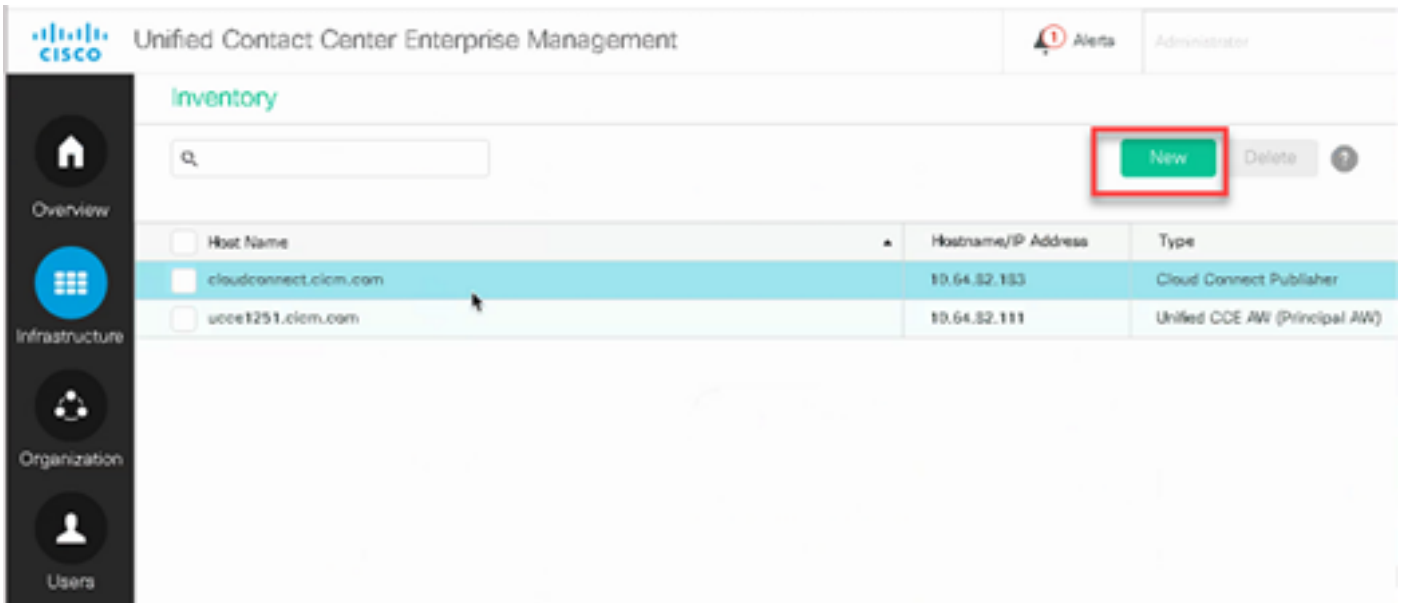 CISCO Unified Contact Center Enterprise Management
1 Alerts Administrator
Inventory
New Delete ?
Overview
Host Name Hostname/IP Address Type
cloudconnect.cicm.com 10.64.82.183 Cloud Connect Publisher
ucce1251.cicm.com 10.64.82.111 Unified CCE AW (Principal AW)
Infrastructure
Organization
Users